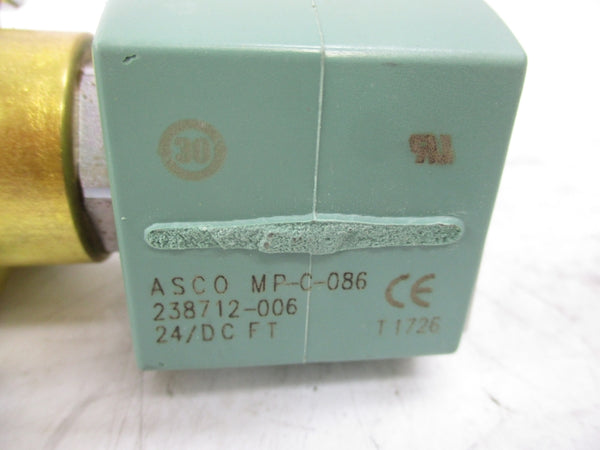 30
ASCO MP-C-086
238712-006
24/DC FT
CE
T1726